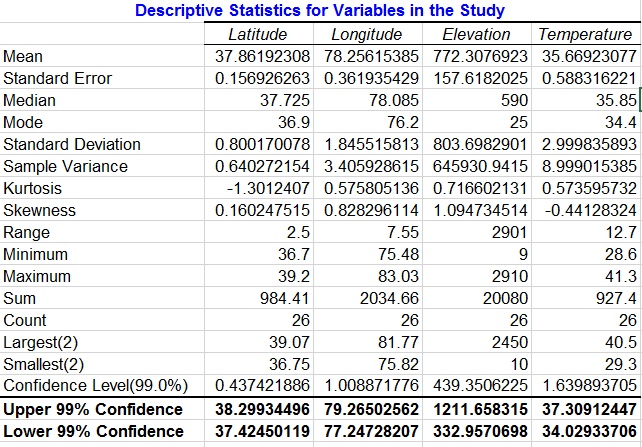 Descriptive Statistics for Variables in the Study
Latitude Longitude Elevation Temperature
Mean 37.86192308 78.25615385 772.3076923 35.66923077
Standard Error 0.156926263 0.361935429 157.6182025 0.588316221
Median 37.725 78.085 590 35.85
Mode 36.9 76.2 25 34.4
Standard Deviation 0.800170078 1.845515813 803.6982901 2.999835893
Sample Variance 0.640272154 3.405928615 645930.9415 8.999015385
Kurtosis -1.3012407 0.575805136 0.716602131 0.573595732
Skewness 0.160247515 0.828296114 1.094734514 -0.44128324
Range 2.5 7.55 2901 12.7
Minimum 36.7 75.48 9 28.6
Maximum 39.2 83.03 2910 41.3
Sum 984.41 2034.66 20080 927.4
Count 26 26 26 26
Largest(2) 39.07 81.77 2450 40.5
Smallest(2) 36.75 75.82 10 29.3
Confidence Level(99.0%) 0.437421886 1.008871776 439.3506225 1.639893705
Upper 99% Confidence 38.29934496 79.26502562 1211.658315 37.30912447
Lower 99% Confidence 37.42450119 77.24728207 332.9570698 34.02933706